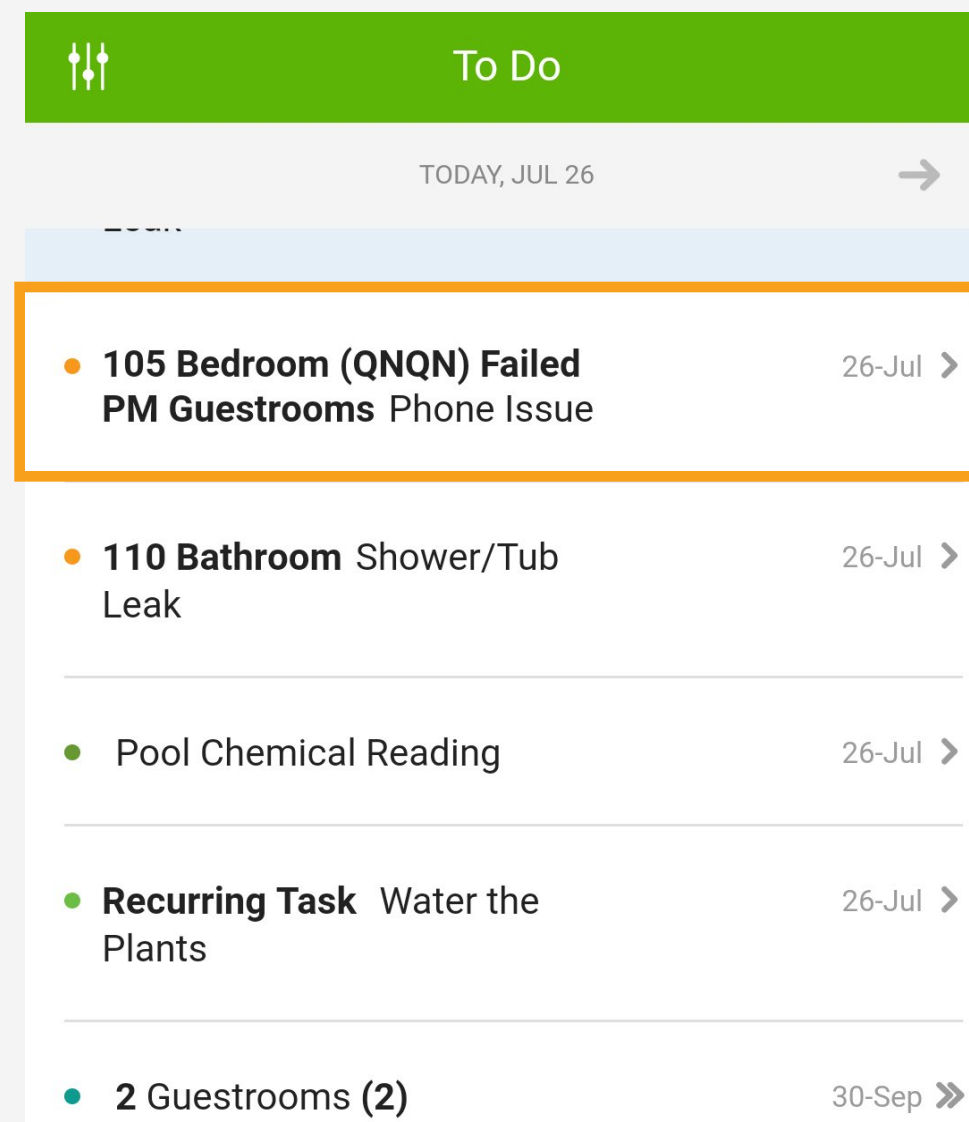 To Do
TODAY, JUL 26
105 Bedroom (QNQN) Failed
26-Jul
PM Guestrooms Phone Issue
110 Bathroom Shower/Tub
26-Jul
Leak
Pool Chemical Reading
26-Jul
Recurring Task Water the
26-Jul
Plants
2 Guestrooms (2)
30-Sep